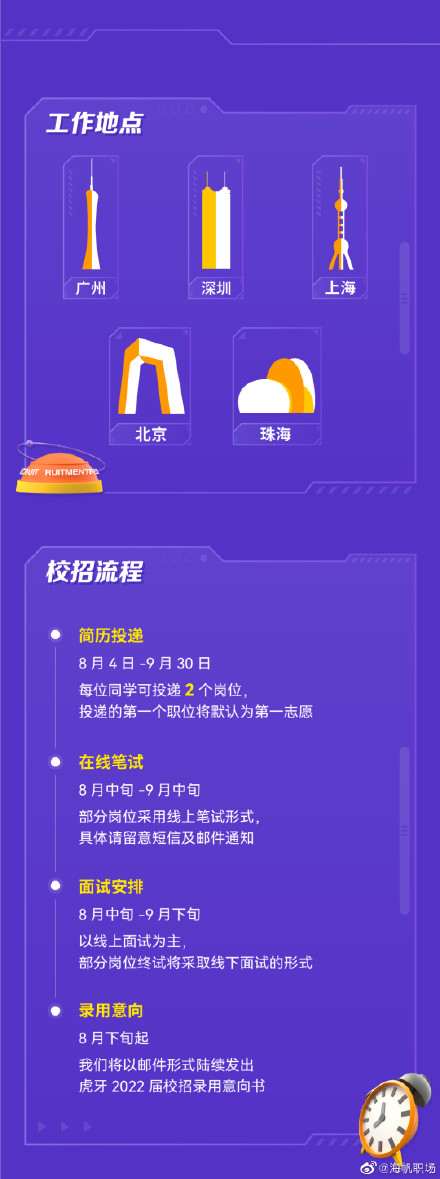 工作地点
广州
深圳
上海
北京
珠海
RUITMENT
校招流程
简历投递
8月4日-9月30日
每位同学可投递2个岗位，
投递的第一个职位将默认为第一志愿
在线笔试
8月中旬-9月中旬
部分岗位采用线上笔试形式，
具体请留意短信及邮件通知
面试安排
8月中旬-9月下旬
以线上面试为主，
部分岗位终试将采取线下面试的形式
录用意向
8月下旬起
我们将以邮件形式陆续发出
虎牙2022届校招录用意向书
@海帆职场